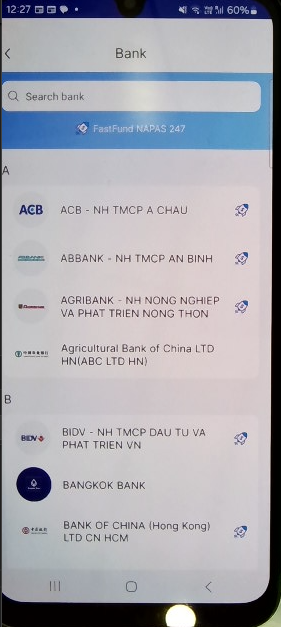 12:27
60%
Bank
Search bank
FastFund NAPAS 247
A
ACB
ACB - NH TMCP A CHAU
ABBANK - NH TMCP AN BINH
AGRIBANK - NH NONG NGHIEP
VA PHAT TRIEN NONG THON
Agricultural Bank of China LTD
HN(ABC LTD HN)
B
BIDV
BIDV - NH TMCP DAU TU VA
PHAT TRIEN VN
BANGKOK BANK
BANK OF CHINA (Hong Kong)
LTD CN HCM